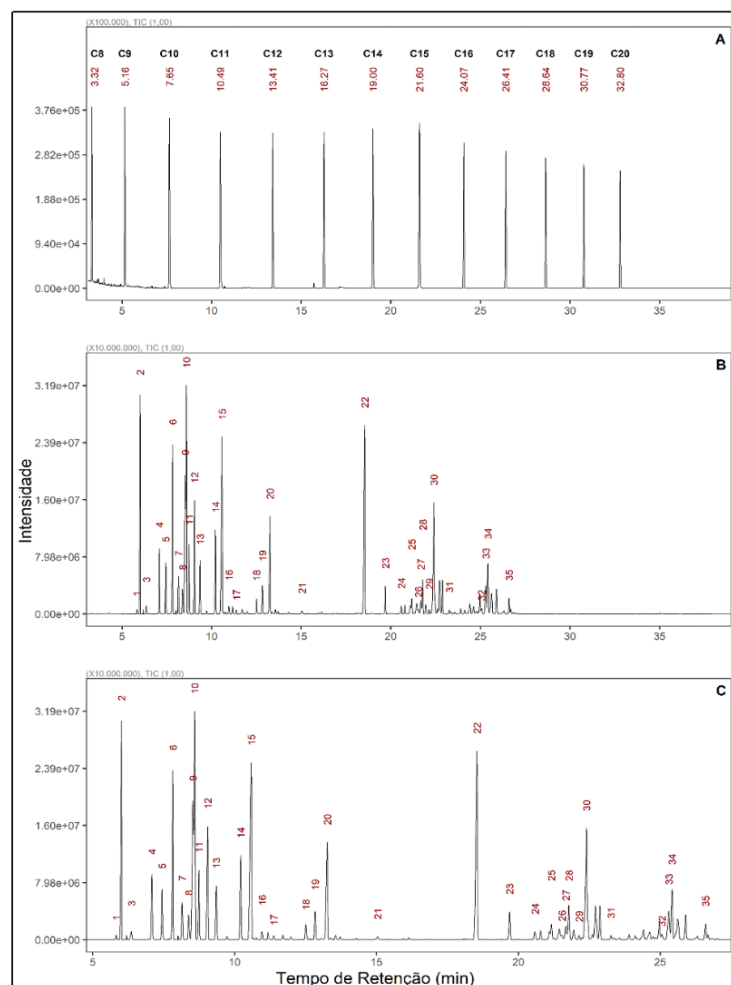 (X100.000), TIC (1,00)
A
C8 C9 C10 C11 C12 C13 C14 C15 C16 C17 C18 C19 C20
3.32 5.16 7.65 10.49 13.41 16.27 19.00 21.60 24.07 26.41 28.64 30.77 32.80
3.76e+05
2.82e+05
1.88e+05
9.40e+04
0.00e+00
5 10 15 20 25 30 35
(X10.000.000), TIC (1,00)
B
3.19e+07
2.39e+07
1.60e+07
7.98e+06
0.00e+00
1 2 3 4 5 6 7 8 9 10 11 12 13 14 15 16 17 18 19 20 21 22 23 24 25 26 27 28 29 30 31 32 33 34 35
5 10 15 20 25 30 35
Intensidade
(X10.000.000), TIC (1,00)
C
3.19e+07
2.39e+07
1.60e+07
7.98e+06
0.00e+00
1 2 3 4 5 6 7 8 9 10 11 12 13 14 15 16 17 18 19 20 21 22 23 24 25 26 27 28 29 30 31 32 33 34 35
5 10 15 20 25
Tempo de Retenção (min)